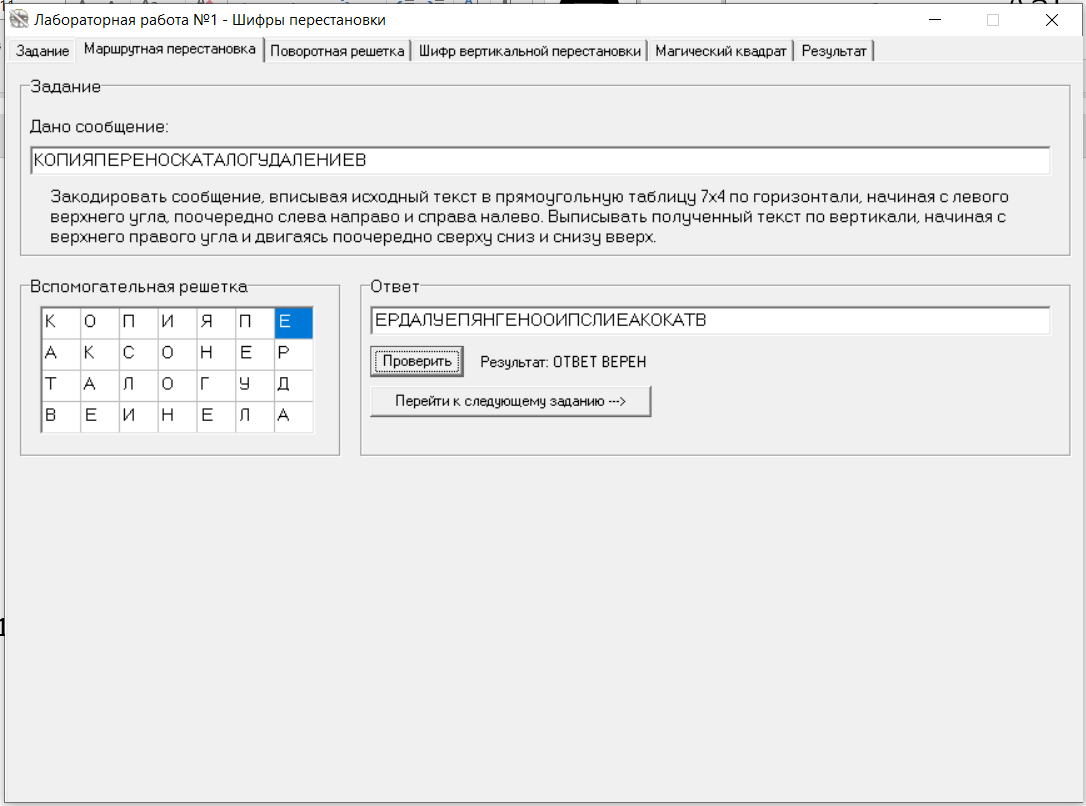 Лабораторная работа №1 - Шифры перестановки
Задание Маршрутная перестановка Поворотная решетка Шифр вертикальной перестановки Магический квадрат Результат
Задание
Дано сообщение:
КОПИЯПЕРЕНОСКАТАЛОГУДАЛЕНИЕВ
Закодировать сообщение, вписывая исходный текст в прямоугольную таблицу 7х4 по горизонтали, начиная с левого
верхнего угла, поочередно слева направо и справа налево. Выписывать полученный текст по вертикали, начиная с
верхнего правого угла и двигаясь поочередно сверху сниз и снизу вверх.
Вспомогательная решетка
К О П И Я П Е
А К С О Н Е Р
Т А Л О Г У Д
В Е И Н Е Л А
Ответ
ЕРДАЛУЕПЯНГЕНООИПСЛИЕАКОКАТВ
Проверить Результат: ОТВЕТ ВЕРЕН
Перейти к следующему заданию --->